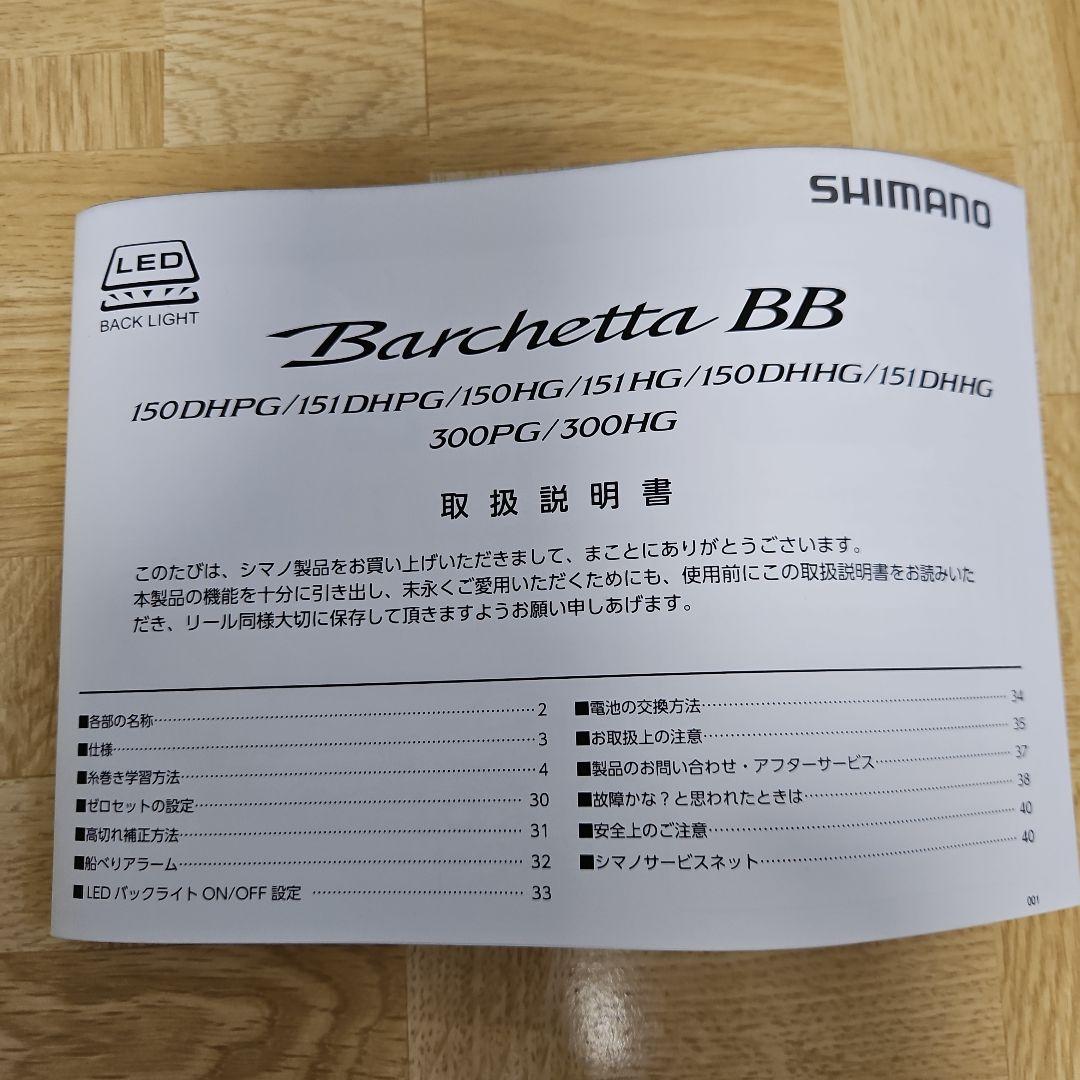 SHIMANO
LED
BACK LIGHT
Barchetta BB
150DHPG/151DHPG/150HG/151HG/150DHHG/151DHHG
300PG/300HG
取扱説明書
このたびは、シマノ製品をお買い上げいただきまして、まことにありがとうございます。
本製品の機能を十分に引き出し、末永くご愛用いただくためにも、使用前にこの取扱説明書をお読みいた
だき、リール同様大切に保存して頂きますようお願い申しあげます。
■各部の名称 2
■仕様 3
■糸巻き学習方法 4
■ゼロセットの設定 30
■高切れ補正方法 31
■船べりアラーム 32
■LEDバックライト ON/OFF 設定 33
■電池の交換方法 34
■お取扱上の注意 35
■製品のお問い合わせ・アフターサービス 37
■故障かな？と思われたときは 38
■安全上のご注意 40
■シマノサービスネット 40
001